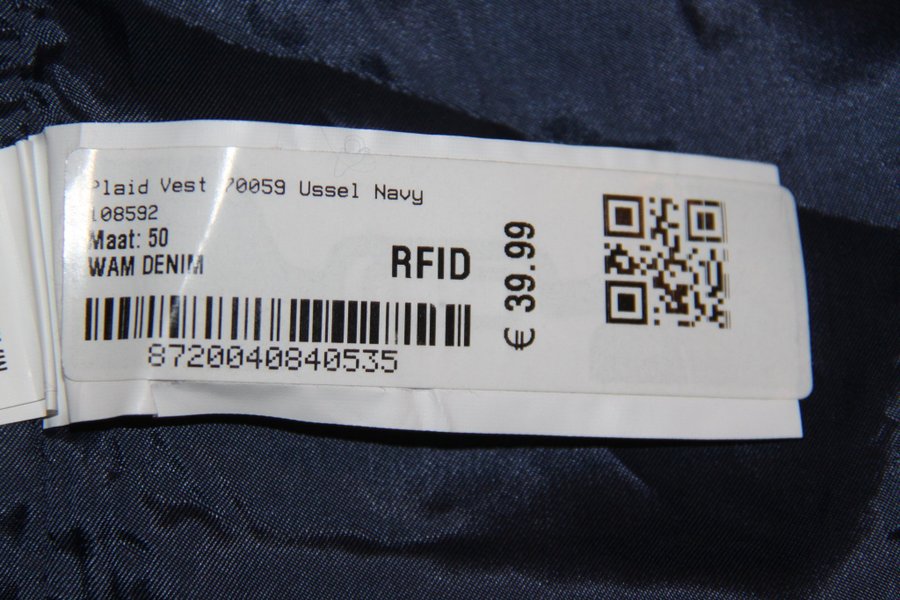 Plaid Vest 70059 Ussel Navy
108592
Maat: 50
WAM DENIM
RFID
€ 39.99
8720040840535